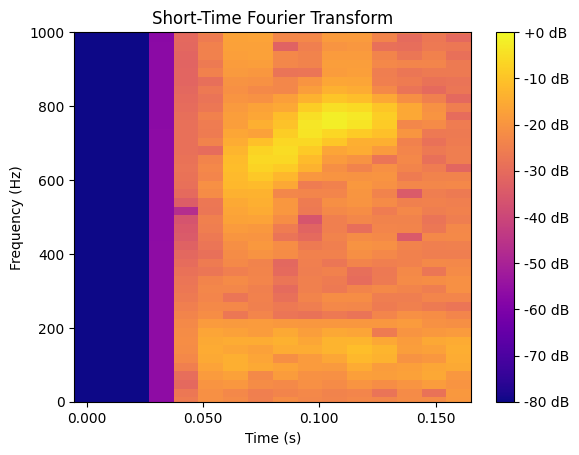 Short-Time Fourier Transform
1000
800
600
400
200
0
Frequency (Hz)
0.000
0.050
0.100
0.150
Time (s)
+0 dB
-10 dB
-20 dB
-30 dB
-40 dB
-50 dB
-60 dB
-70 dB
-80 dB